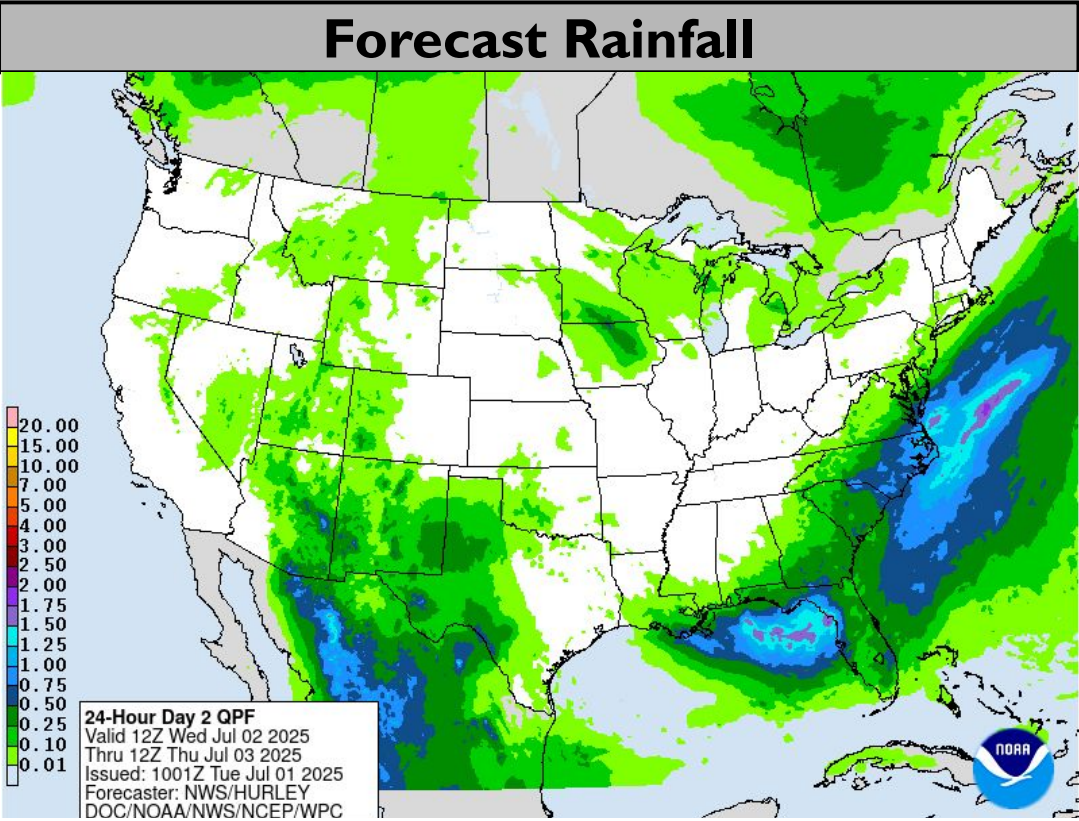 Forecast Rainfall
20.00
15.00
10.00
7.00
5.00
4.00
3.00
2.50
2.00
1.75
1.50
1.25
1.00
0.75
0.50
0.25
0.10
0.01
24-Hour Day 2 QPF
Valid 12Z Wed Jul 02 2025
Thru 12Z Thu Jul 03 2025
Issued: 1001Z Tue Jul 01 2025
Forecaster: NWS/HURLEY
DOC/NOAA/NWS/NCEP/WPC
NOAA